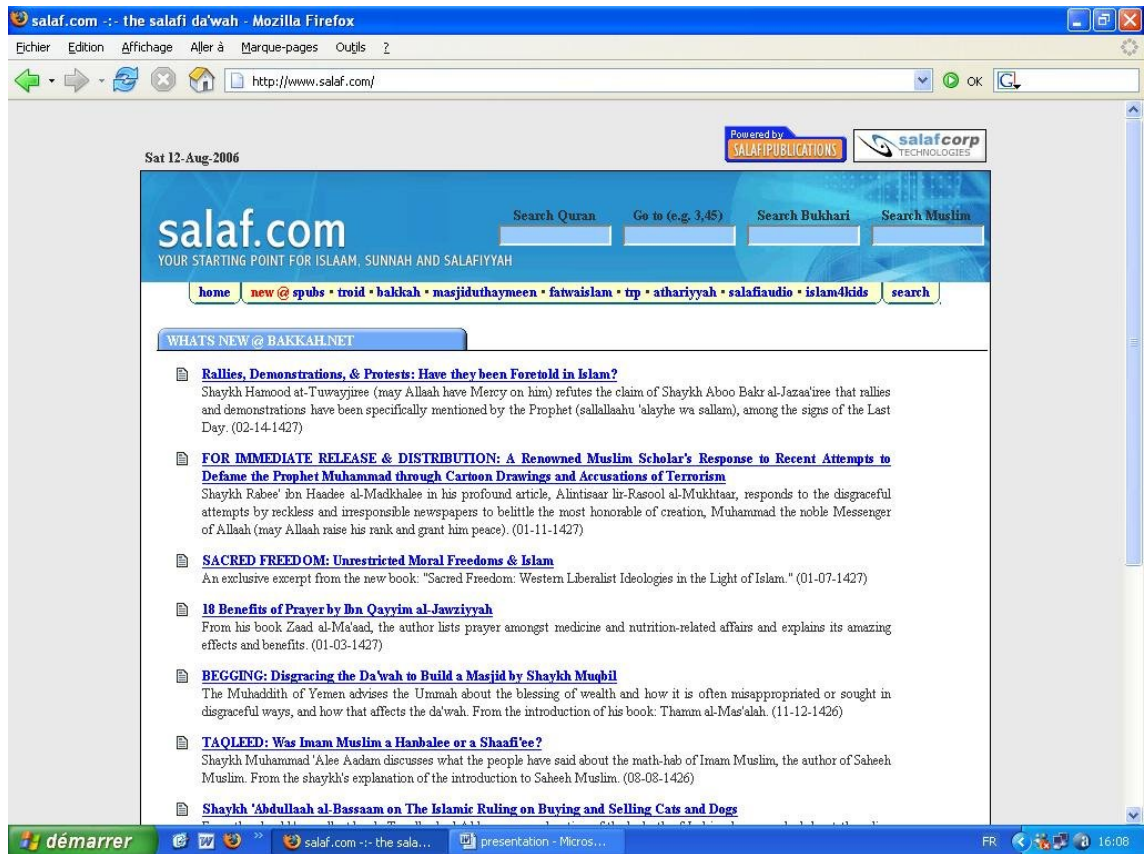 salaf.com -:- the salafi da'wah - Mozilla Firefox
Fichier Edition Affichage Aller à Marque-pages Outils ?
http://www.salaf.com/ OK G
Powered by
SALAFIPUBLICATIONS
salafcorp
TECHNOLOGIES
Sat 12-Aug-2006
Search Quran Go to (e.g. 3,45) Search Bukhari Search Muslim
salaf.com
YOUR STARTING POINT FOR ISLAAM, SUNNAH AND SALAFIYYAH
home new @ spubs • troid • bakkah • masjiduthaymeen • fatwaislam • trp • athariyyah • salafiaudio • islam4kids search
WHATS NEW @ BAKKAH.NET
Rallies, Demonstrations, & Protests: Have they been Foretold in Islam?
Shaykh Hamood at-Tuwayjiree (may Allaah have Mercy on him) refutes the claim of Shaykh Aboo Bakr al-Jazaa'iree that rallies
and demonstrations have been specifically mentioned by the Prophet (sallallaahu 'alayhe wa sallam), among the signs of the Last
Day. (02-14-1427)
FOR IMMEDIATE RELEASE & DISTRIBUTION: A Renowned Muslim Scholar's Response to Recent Attempts to
Defame the Prophet Muhammad through Cartoon Drawings and Accusations of Terrorism
Shaykh Rabee' ibn Haadee al-Madkhalee in his profound article, Alintisaar lir-Rasool al-Mukhtaar, responds to the disgraceful
attempts by reckless and irresponsible newspapers to belittle the most honorable of creation, Muhammad the noble Messenger
of Allaah (may Allaah raise his rank and grant him peace). (01-11-1427)
SACRED FREEDOM: Unrestricted Moral Freedoms & Islam
An exclusive excerpt from the new book: "Sacred Freedom: Western Liberalist Ideologies in the Light of Islam." (01-07-1427)
18 Benefits of Prayer by Ibn Qayyim al-Jawziyyah
From his book Zaad al-Ma'aad, the author lists prayer amongst medicine and nutrition-related affairs and explains its amazing
effects and benefits. (01-03-1427)
BEGGING: Disgracing the Da'wah to Build a Masjid by Shaykh Muqbil
The Muhaddith of Yemen advises the Ummah about the blessing of wealth and how it is often misappropriated or sought in
disgraceful ways, and how that affects the da'wah. From the introduction of his book: Thamm al-Mas'alah. (11-12-1426)
TAQLEED: Was Imam Muslim a Hanbalee or a Shaafi'ee?
Shaykh Muhammad 'Alee Aadam discusses what the people have said about the math-hab of Imam Muslim, the author of Saheeh
Muslim. From the shaykh's explanation of the introduction to Saheeh Muslim. (08-08-1426)
Shaykh 'Abdullaah al-Bassaam on The Islamic Ruling on Buying and Selling Cats and Dogs
démarrer salaf.com -:- the sala... presentation - Micros... FR 16:08